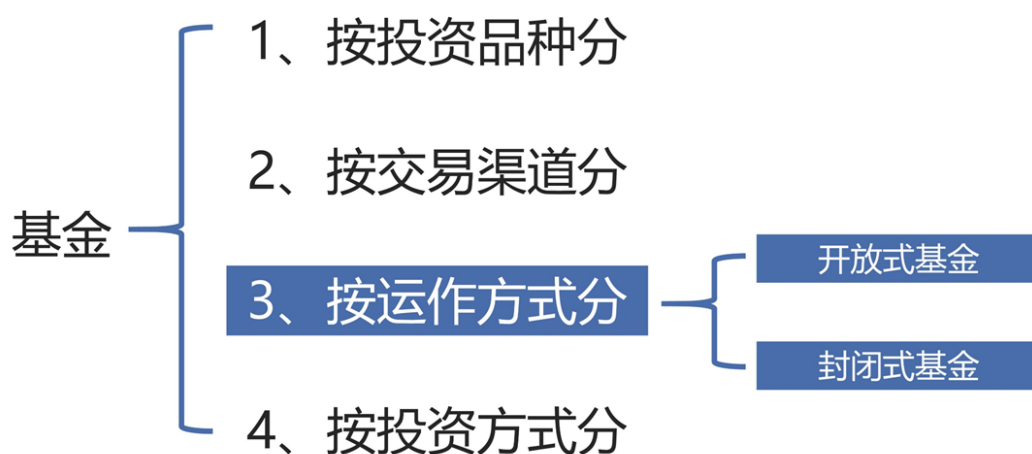 1、按投资品种分
2、按交易渠道分
基金
3、按运作方式分
开放式基金
封闭式基金
4、按投资方式分